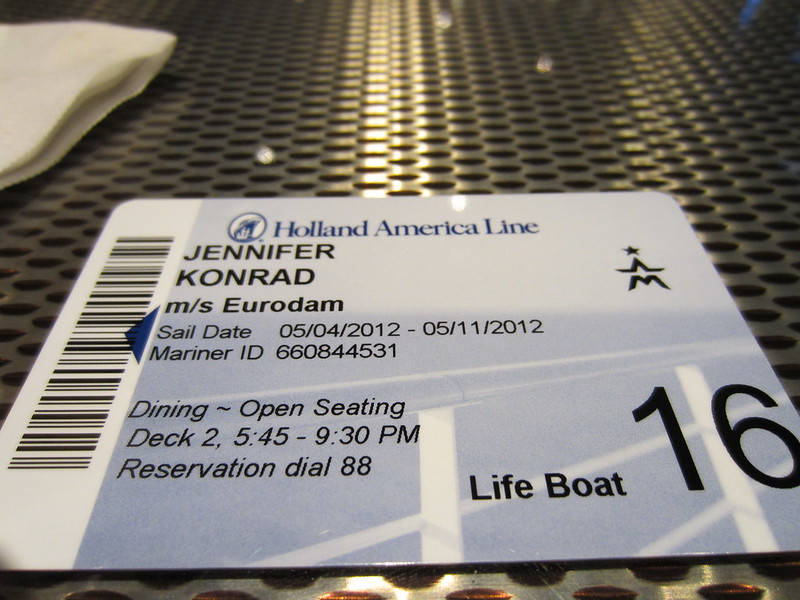 Holland America Line
JENNIFER
KONRAD
m/s Eurodam
Sail Date 05/04/2012 - 05/11/2012
Mariner ID 660844531
Dining ~ Open Seating
Deck 2, 5:45 - 9:30 PM
Reservation dial 88
Life Boat 16